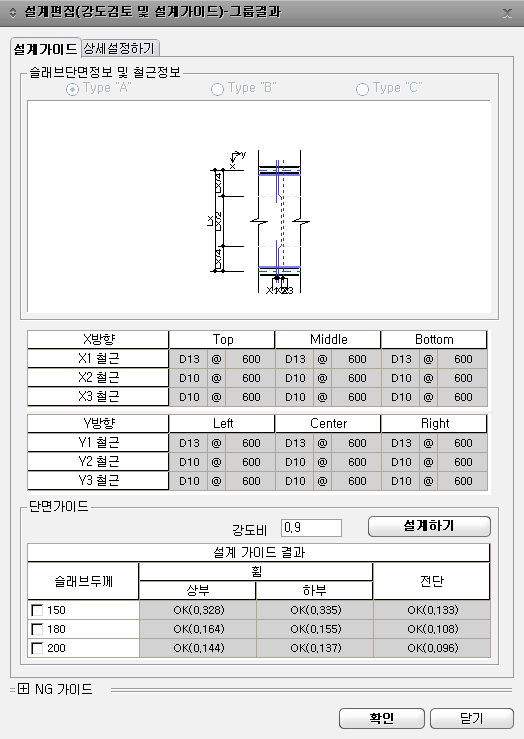 설계편집(강도검토 및 설계가이드)-그룹결과
설계가이드 상세설정하기
슬래브단면정보 및 철근정보
Type "A" Type "B" Type "C"
y
x
Lx/4
Lx
Lx/2
Lx/4
X방향 Top Middle Bottom
X1 철근 D13 @ 600 D13 @ 600 D13 @ 600
X2 철근 D10 @ 600 D10 @ 600 D10 @ 600
X3 철근 D10 @ 600 D10 @ 600 D10 @ 600
Y방향 Left Center Right
Y1 철근 D13 @ 600 D13 @ 600 D13 @ 600
Y2 철근 D10 @ 600 D10 @ 600 D10 @ 600
Y3 철근 D10 @ 600 D10 @ 600 D10 @ 600
단면가이드
강도비 0,9 설계하기
설계 가이드 결과
슬래브두께 휨 전단
상부 하부
150 OK(0,328) OK(0,335) OK(0,133)
180 OK(0,164) OK(0,155) OK(0,108)
200 OK(0,144) OK(0,137) OK(0,096)
NG 가이드
확인 닫기